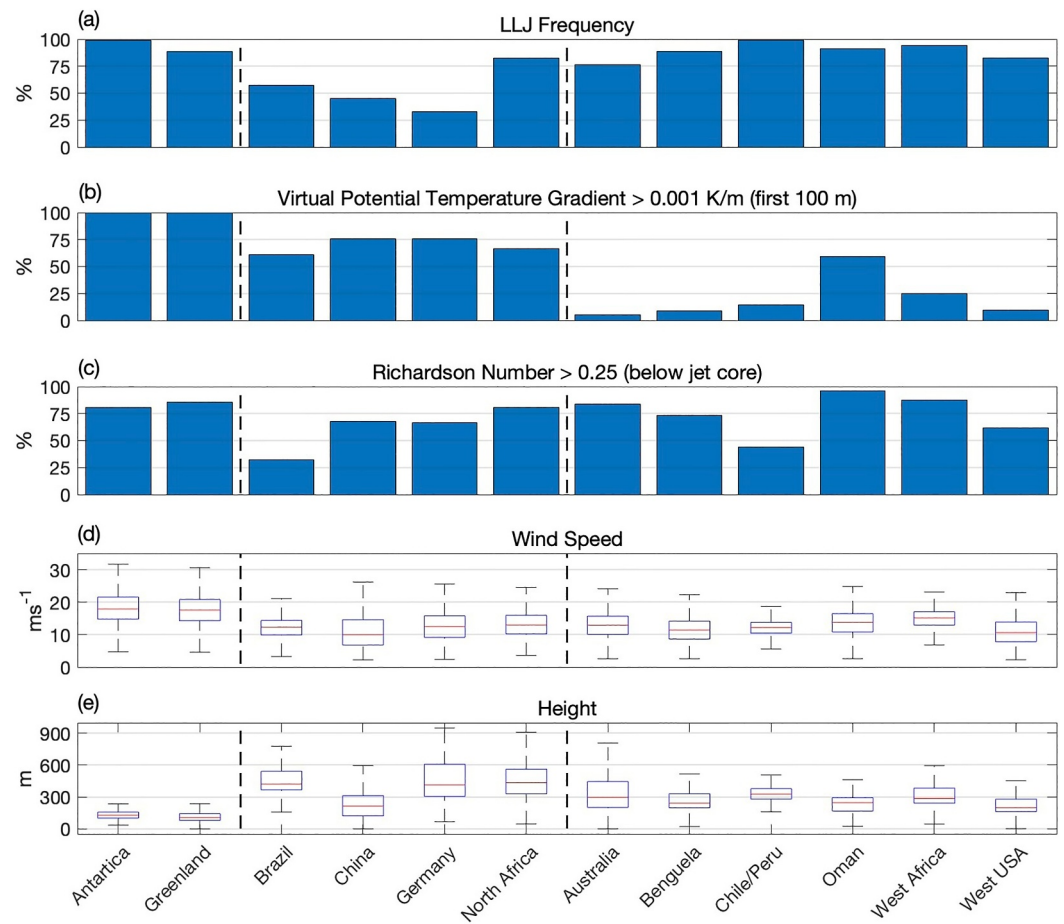 (a)
LLJ Frequency
100
75
50
25
0
%
(b)
Virtual Potential Temperature Gradient > 0.001 K/m (first 100 m)
100
75
50
25
0
%
(c)
Richardson Number > 0.25 (below jet core)
100
75
50
25
0
%
(d)
Wind Speed
30
20
10
0
ms⁻¹
(e)
Height
900
600
300
0
m
Antartica
Greenland
Brazil
China
Germany
North Africa
Australia
Benguela
Chile/Peru
Oman
West Africa
West USA